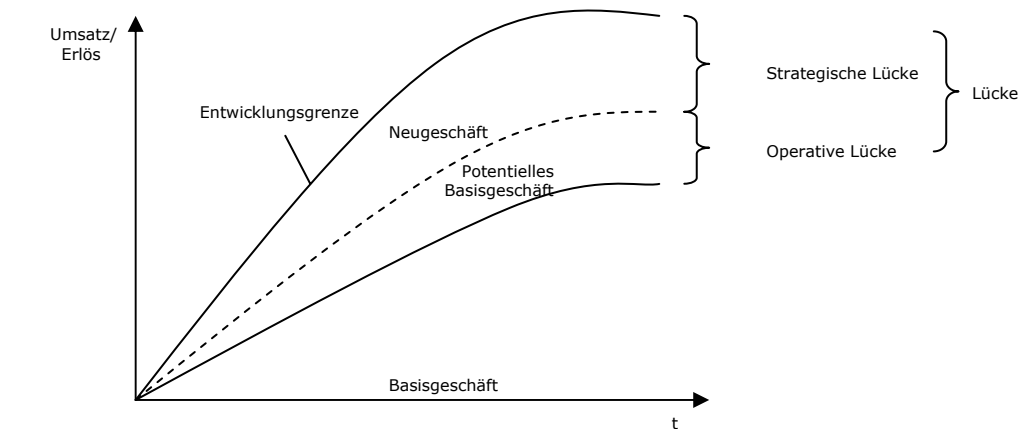 Umsatz/
Erlös
Entwicklungsgrenze
Neugeschäft
Potentielles
Basisgeschäft
Basisgeschäft
t
Strategische Lücke
Operative Lücke
Lücke